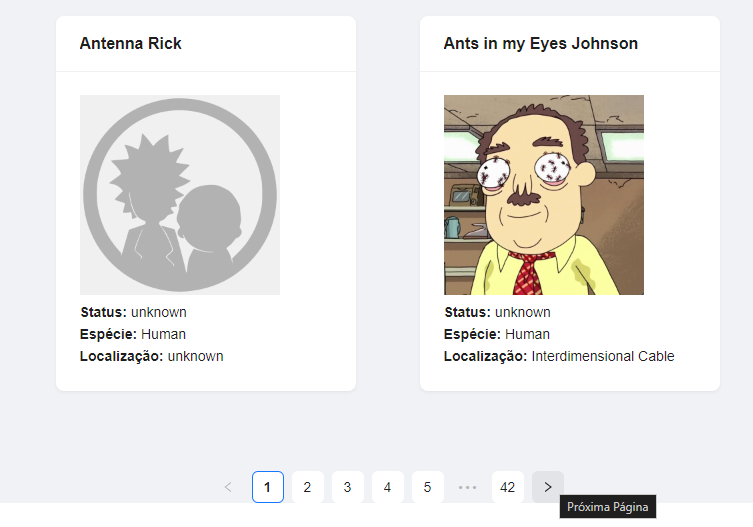 Antenna Rick
Ants in my Eyes Johnson
Status: unknown
Espécie: Human
Localização: unknown
Status: unknown
Espécie: Human
Localização: Interdimensional Cable
< 1 2 3 4 5 ••• 42 >
Próxima Página